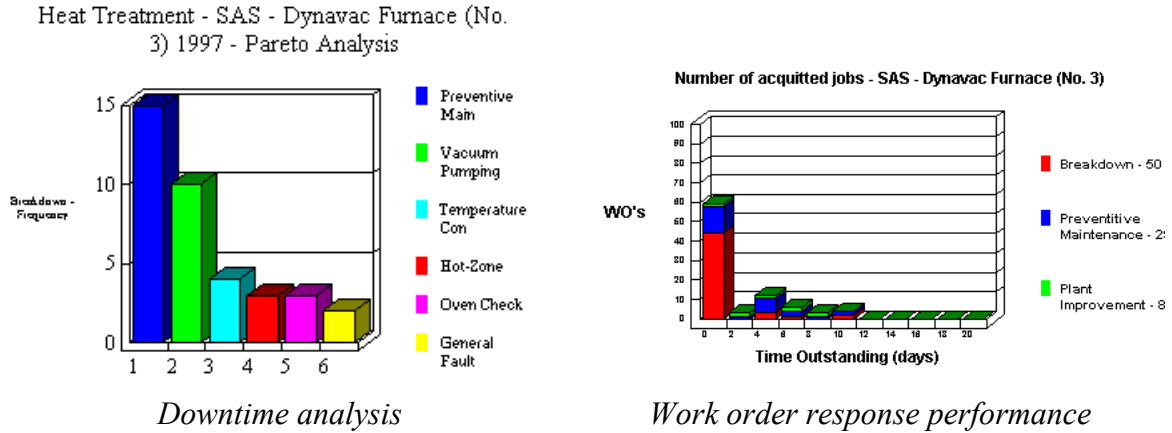 Heat Treatment - SAS - Dynavac Furnace (No.
3) 1997 - Pareto Analysis
15
10
5
0
Breakdown -
Frequency
1 2 3 4 5 6
Preventive
Main
Vacuum
Pumping
Temperature
Con
Hot-Zone
Oven Check
General
Fault
Downtime analysis
Number of acquitted jobs - SAS - Dynavac Furnace (No. 3)
100
90
80
70
60
50
40
30
20
10
0
WO's
0 2 4 6 8 10 12 14 16 18 20
Time Outstanding (days)
Breakdown - 50
Preventitive
Maintenance - 2
Plant
Improvement - 8
Work order response performance